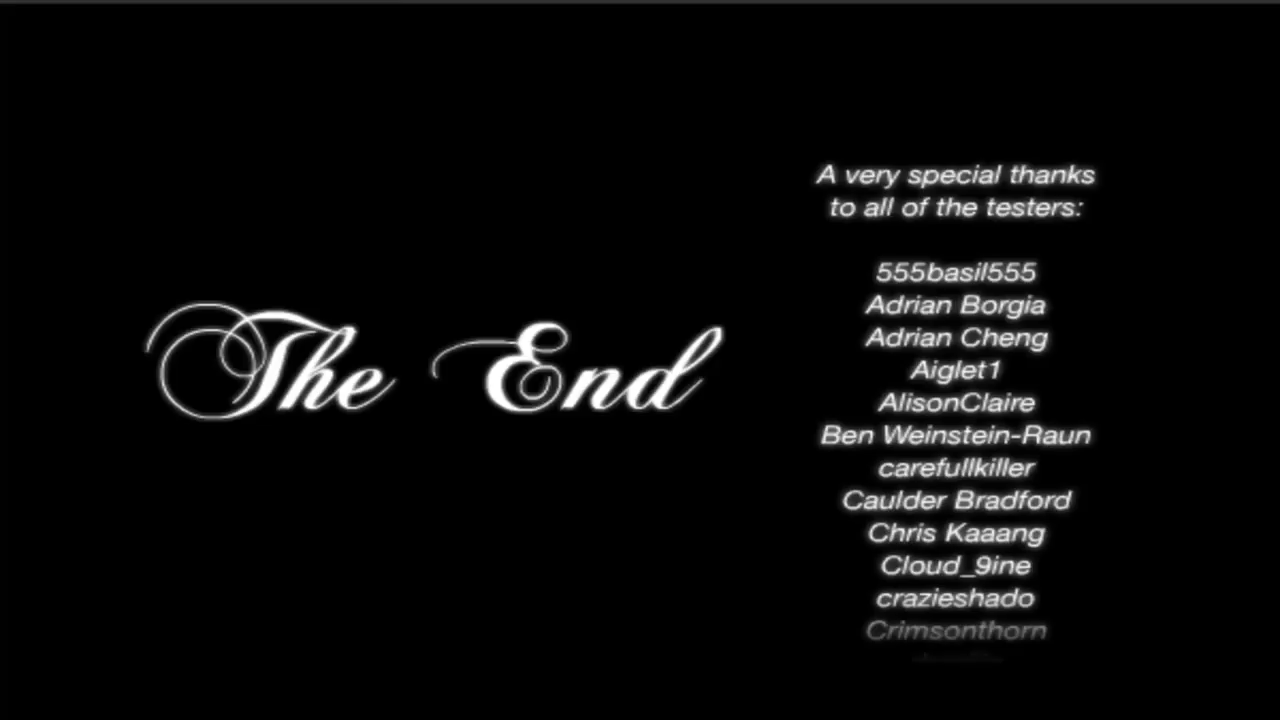 The End
A very special thanks
to all of the testers:
555basil555
Adrian Borgia
Adrian Cheng
Aiglet1
AlisonClaire
Ben Weinstein-Raun
carefullkiller
Caulder Bradford
Chris Kaaang
Cloud_9ine
crazieshado
Crimsonthorn